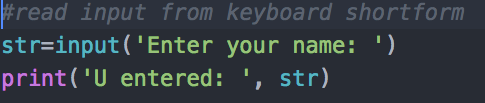 #read input from keyboard shortform
str=input('Enter your name: ')
print('U entered: ', str)